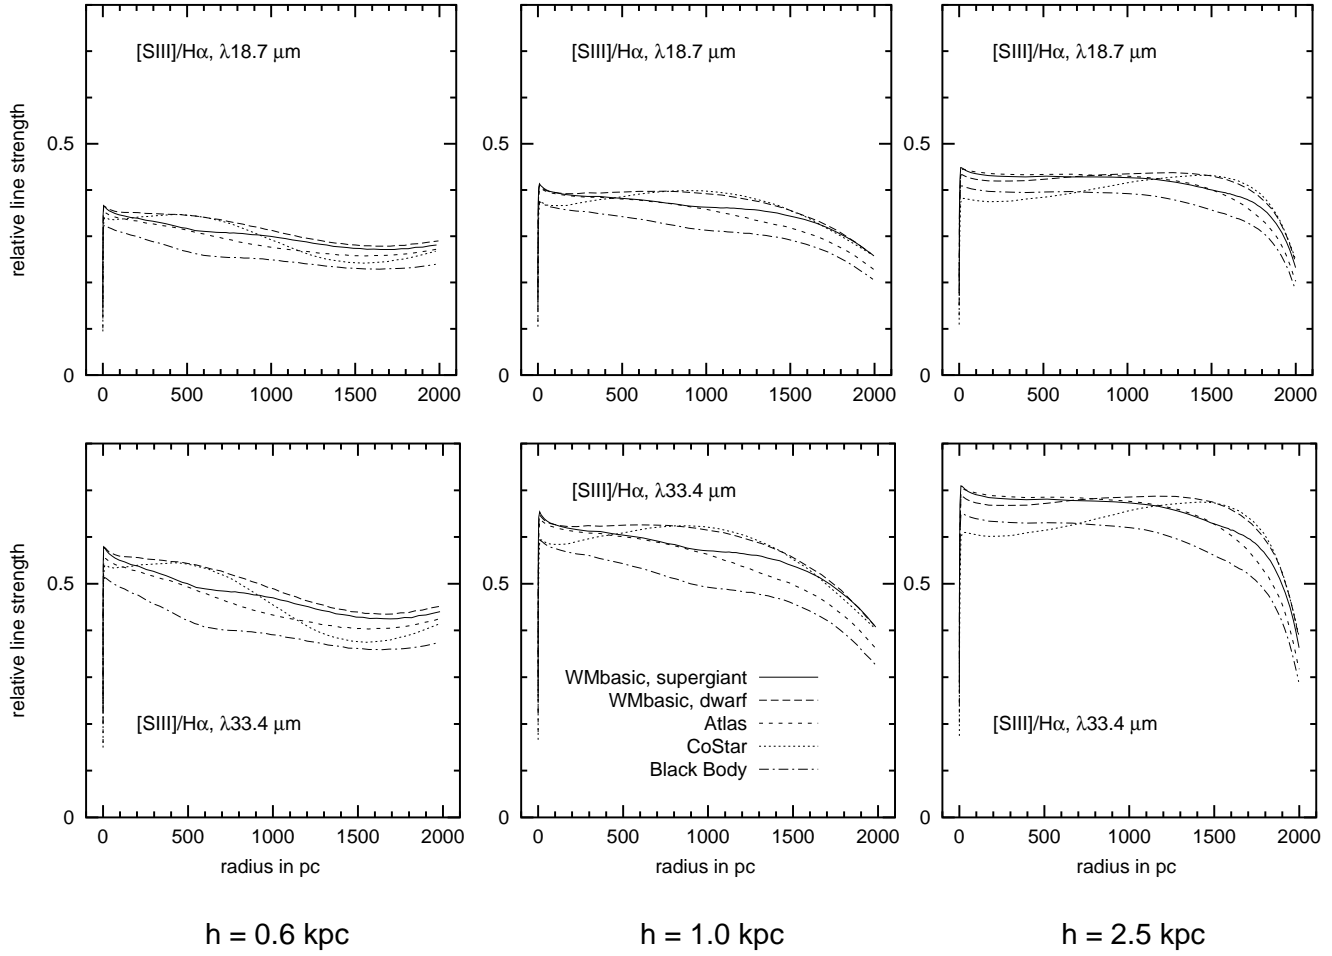 [SIII]/Hα, λ18.7 μm
[SIII]/Hα, λ18.7 μm
[SIII]/Hα, λ18.7 μm
relative line strength
0.5
0.5
0.5
0
0
0
0 500 1000 1500 2000
0 500 1000 1500 2000
0 500 1000 1500 2000
[SIII]/Hα, λ33.4 μm
[SIII]/Hα, λ33.4 μm
[SIII]/Hα, λ33.4 μm
relative line strength
0.5
0.5
0.5
WMbasic, supergiant
WMbasic, dwarf
Atlas
CoStar
Black Body
0
0
0
0 500 1000 1500 2000
0 500 1000 1500 2000
0 500 1000 1500 2000
radius in pc
radius in pc
radius in pc
h = 0.6 kpc
h = 1.0 kpc
h = 2.5 kpc